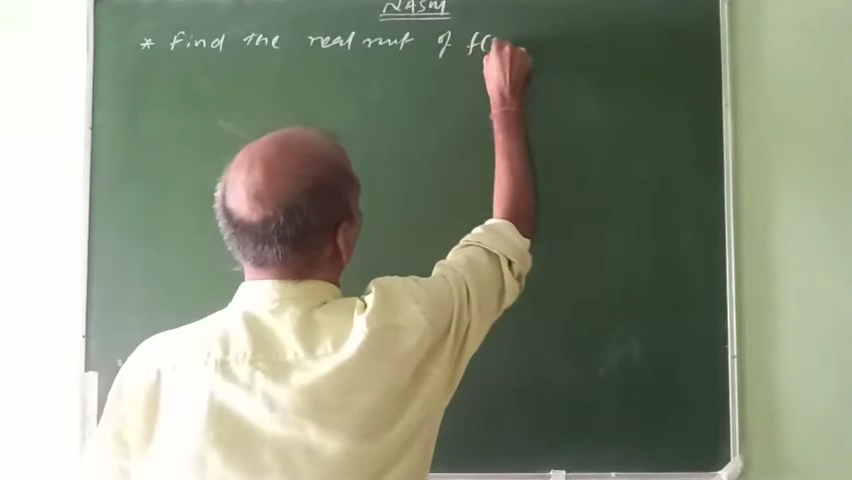 NASM
* Find the real root of f(